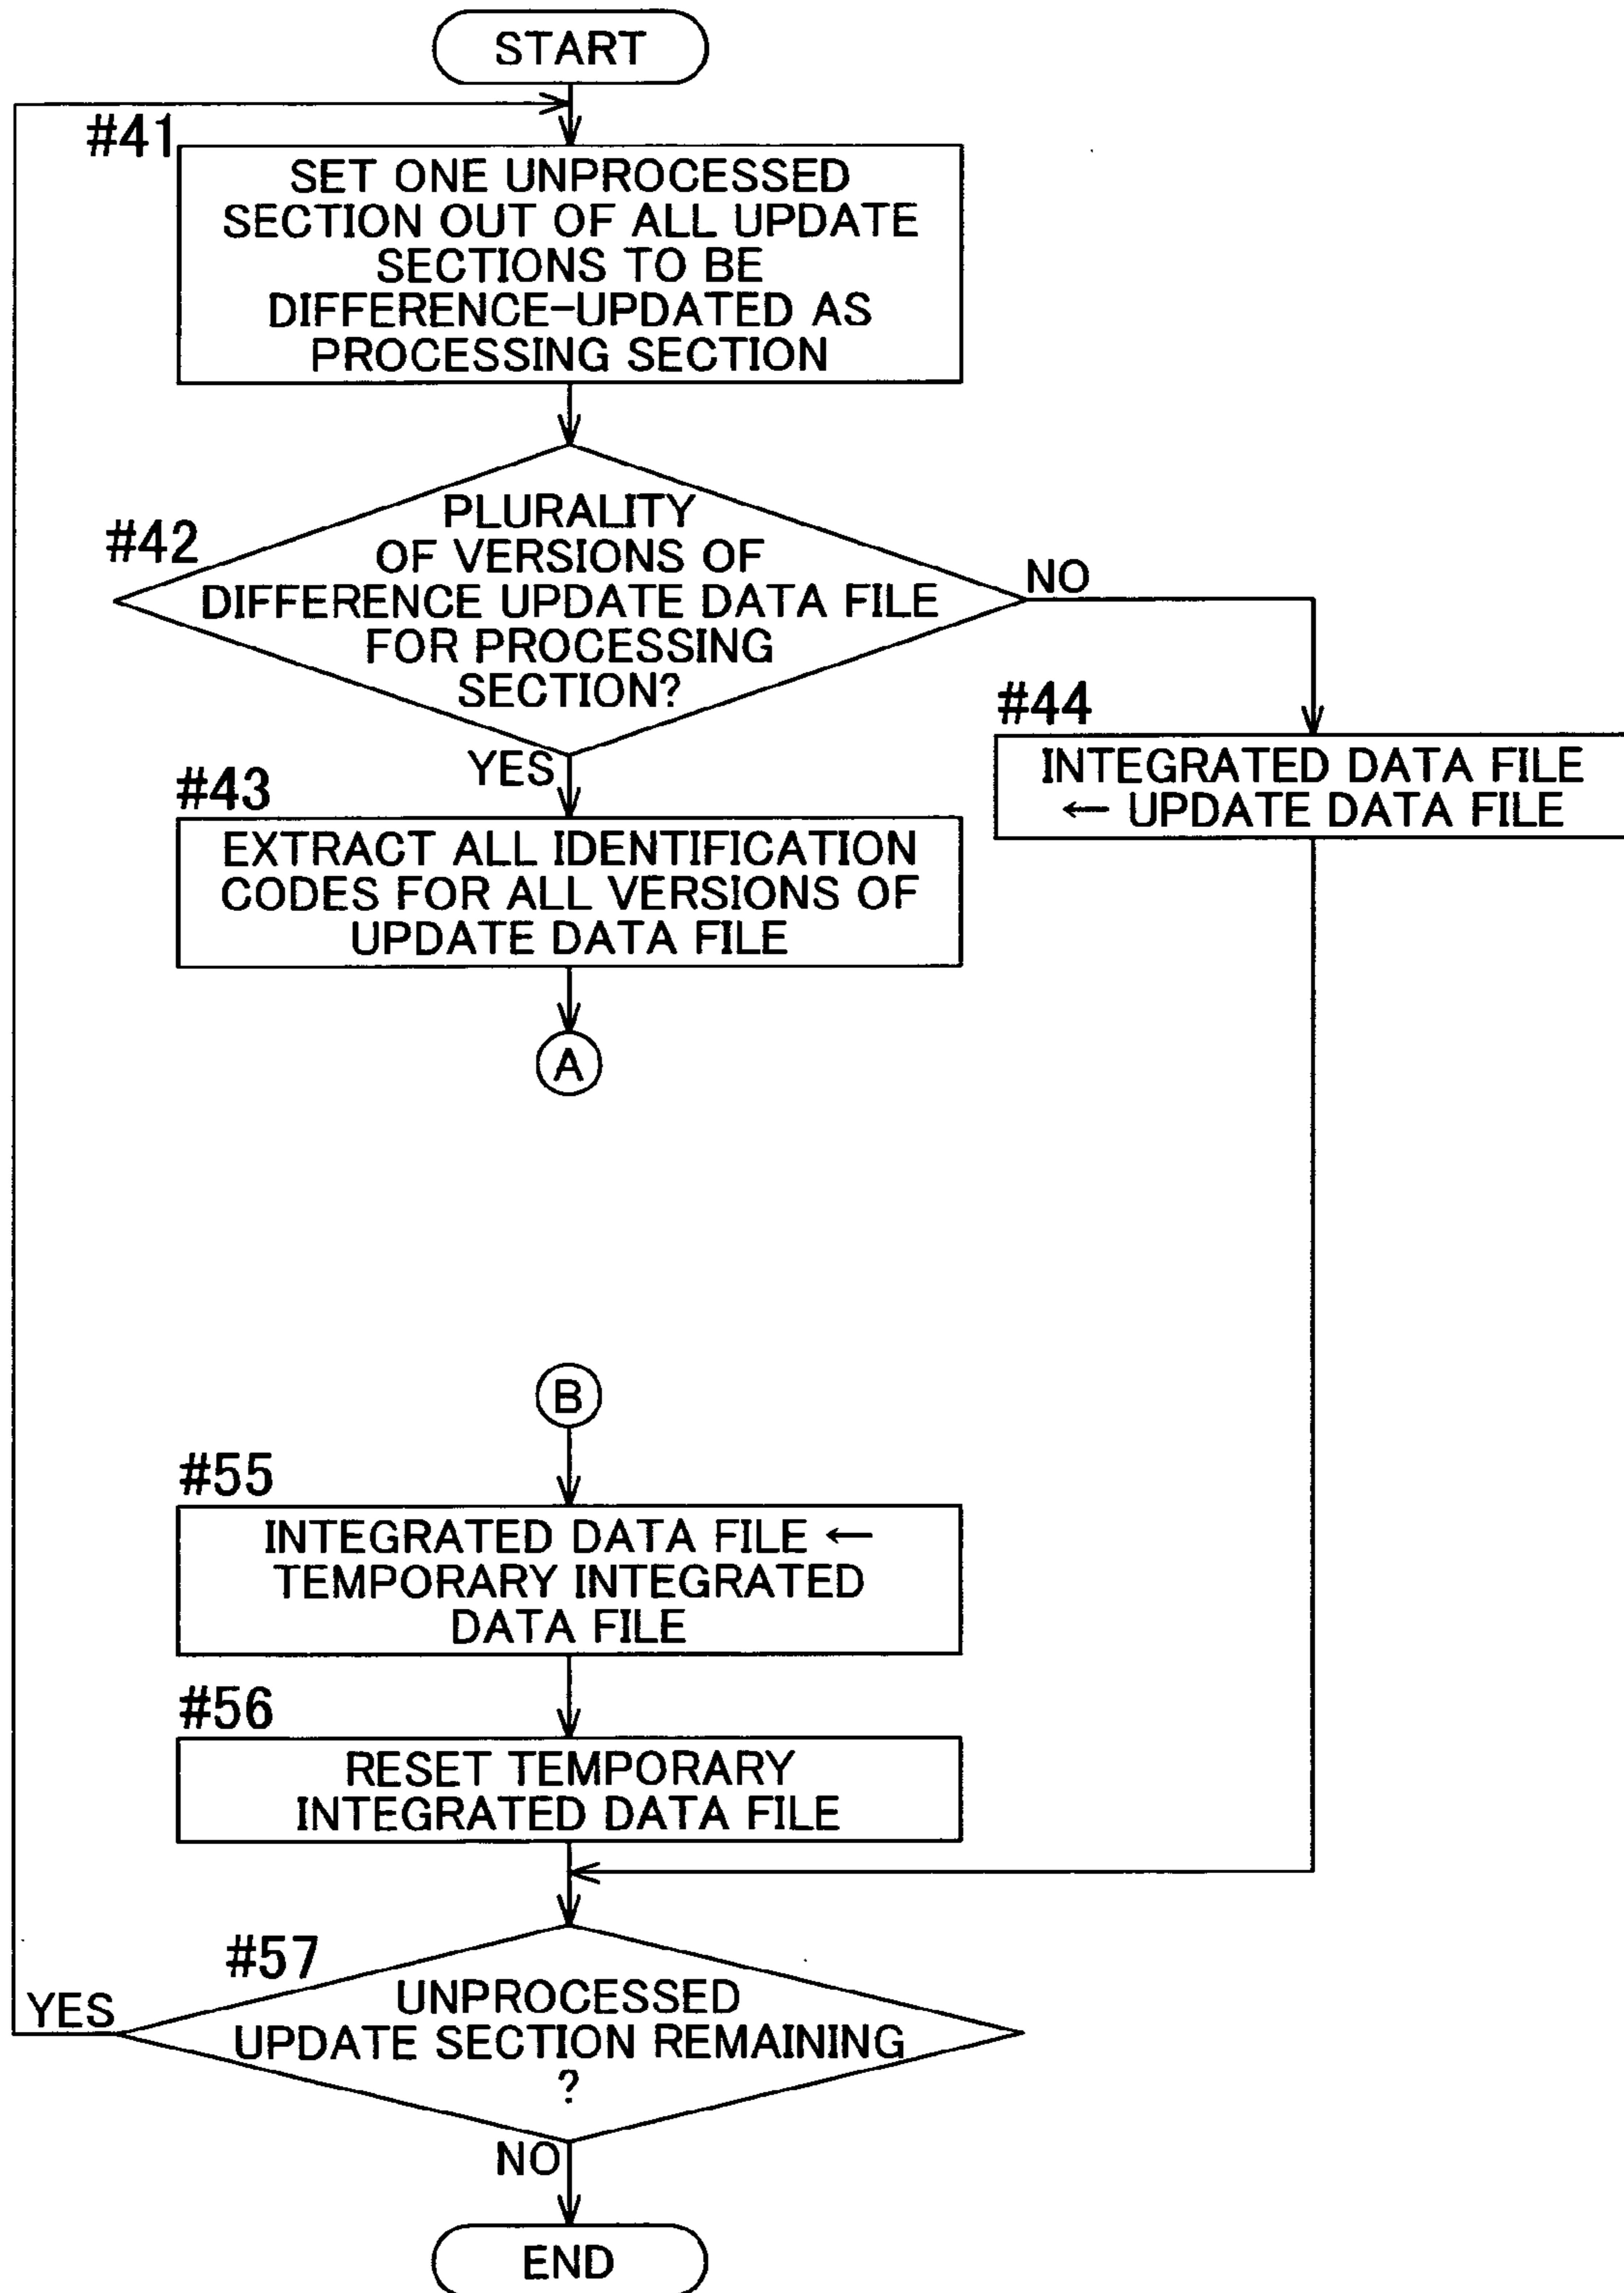 START
#41
SET ONE UNPROCESSED
SECTION OUT OF ALL UPDATE
SECTIONS TO BE
DIFFERENCE-UPDATED AS
PROCESSING SECTION
#42
PLURALITY
OF VERSIONS OF
DIFFERENCE UPDATE DATA FILE
FOR PROCESSING
SECTION?
NO
YES
#44
INTEGRATED DATA FILE
← UPDATE DATA FILE
#43
EXTRACT ALL IDENTIFICATION
CODES FOR ALL VERSIONS OF
UPDATE DATA FILE
A
B
#55
INTEGRATED DATA FILE ←
TEMPORARY INTEGRATED
DATA FILE
#56
RESET TEMPORARY
INTEGRATED DATA FILE
#57
UNPROCESSED
UPDATE SECTION REMAINING
?
YES
NO
END